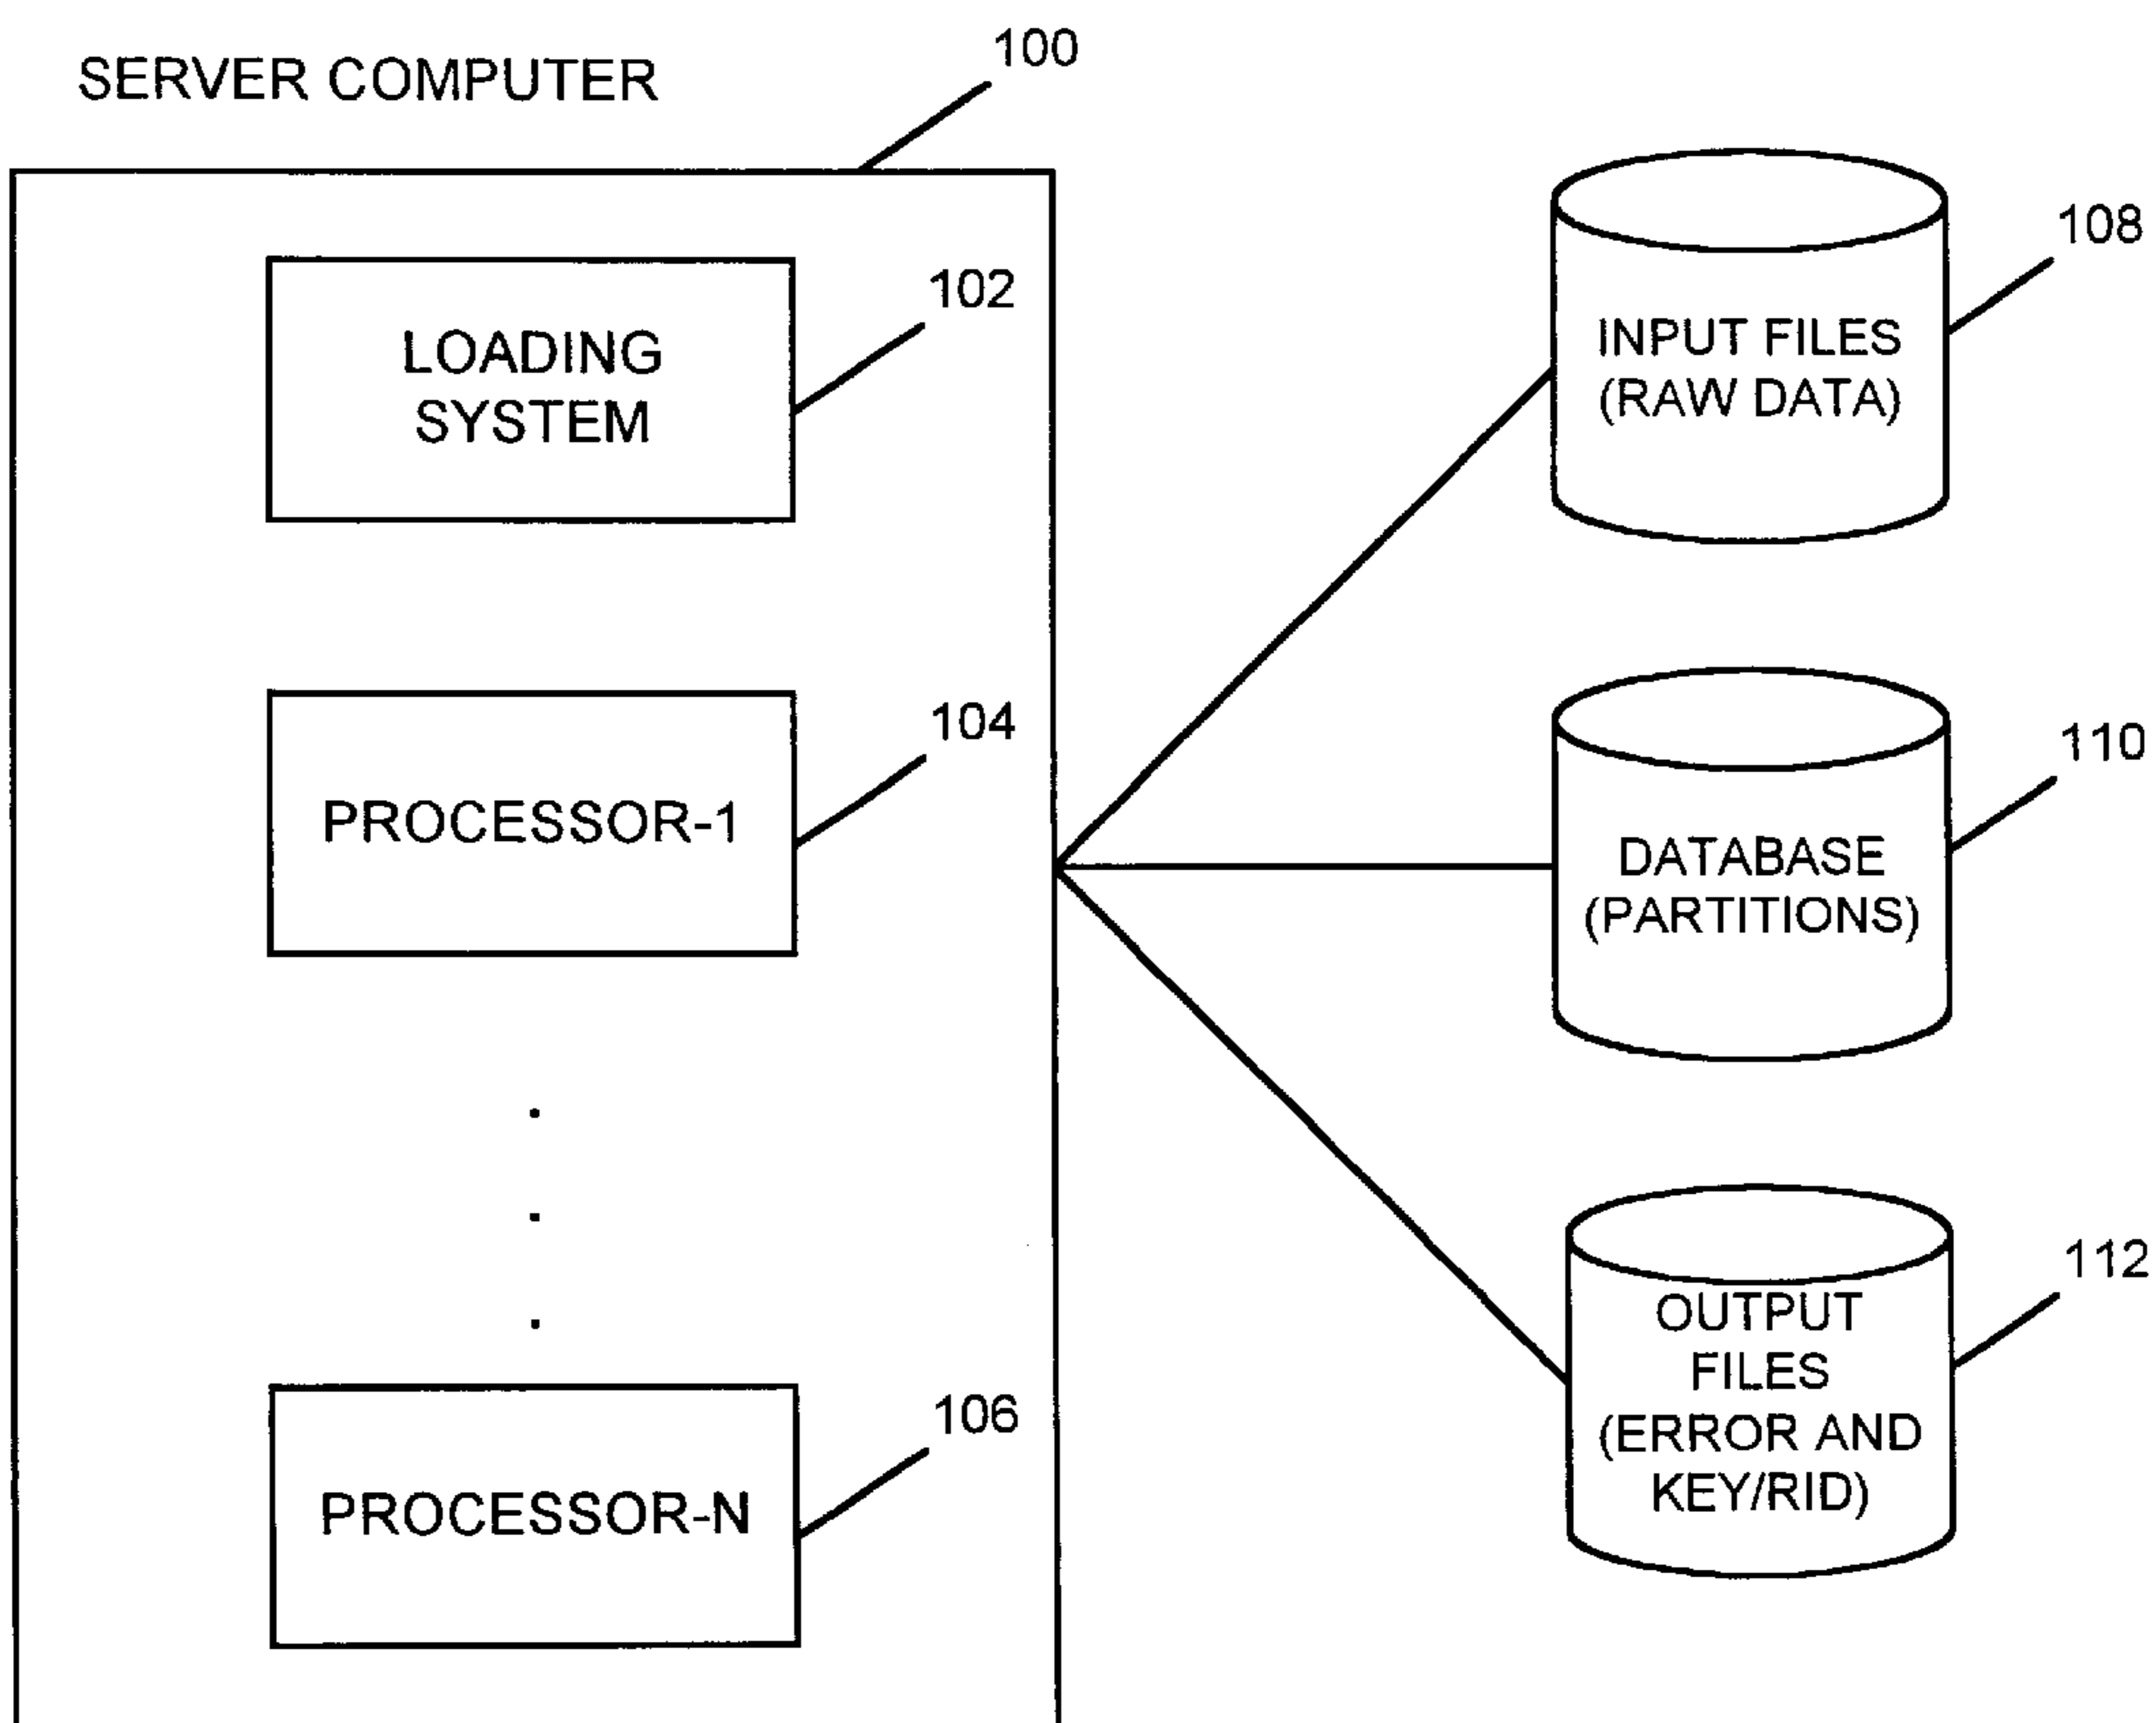 SERVER COMPUTER
100
LOADING
SYSTEM
102
PROCESSOR-1
104
PROCESSOR-N
106
INPUT FILES
(RAW DATA)
108
DATABASE
(PARTITIONS)
110
OUTPUT
FILES
(ERROR AND
KEY/RID)
112